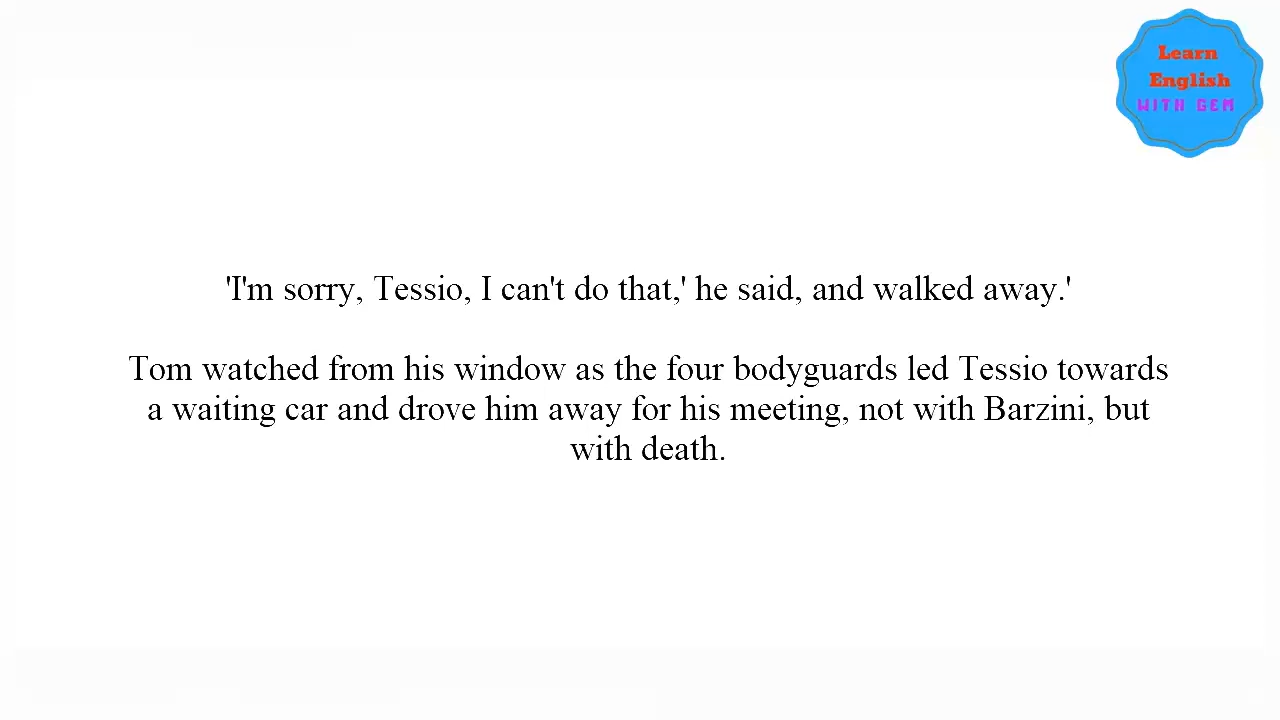 Learn
English
WITH GEM
'I'm sorry, Tessio, I can't do that,' he said, and walked away.'
Tom watched from his window as the four bodyguards led Tessio towards
a waiting car and drove him away for his meeting, not with Barzini, but
with death.